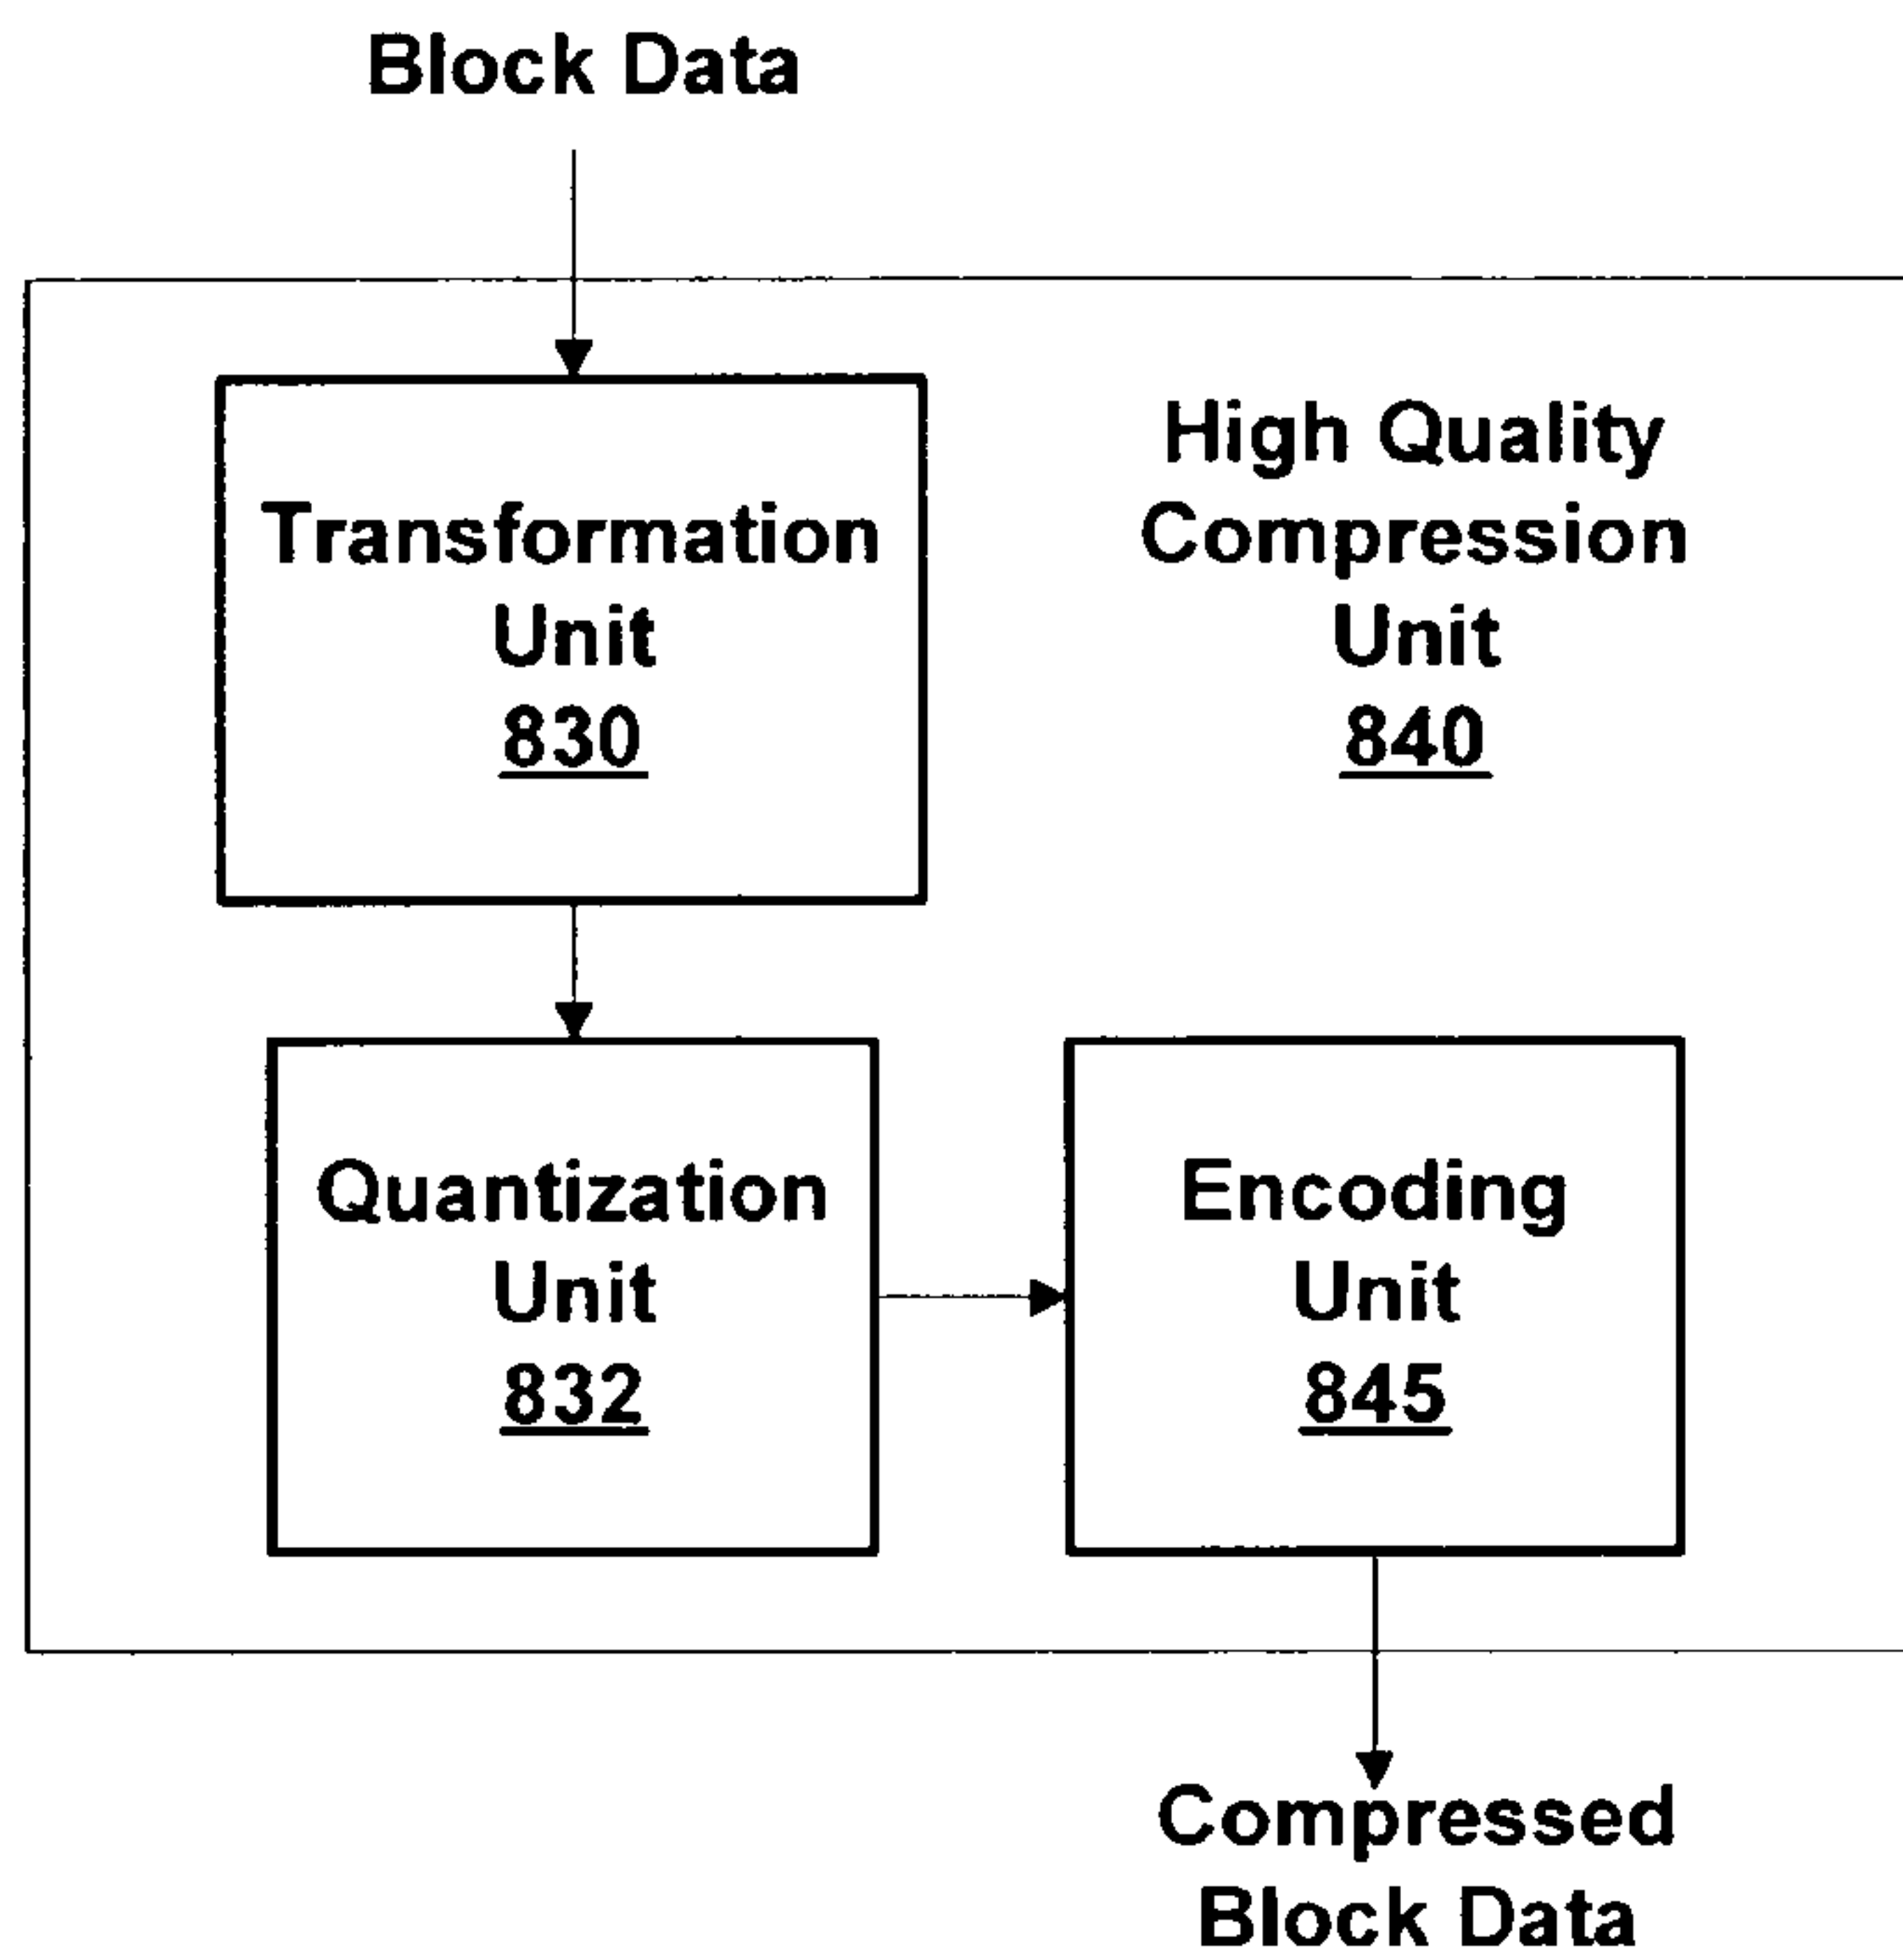 Block Data
Transformation
Unit
830
High Quality
Compression
Unit
840
Quantization
Unit
832
Encoding
Unit
845
Compressed
Block Data